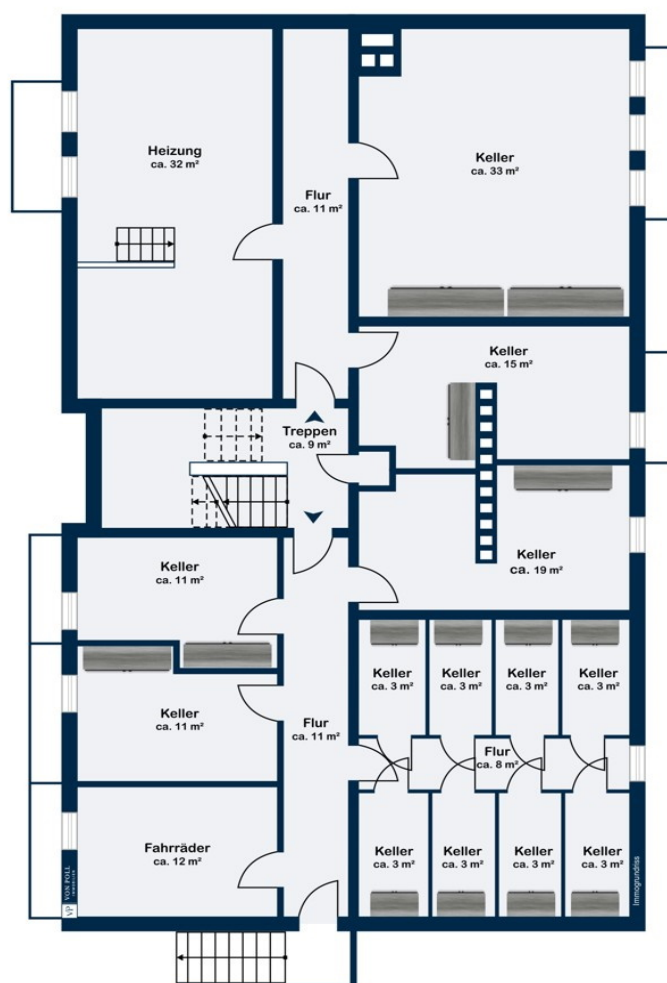 Heizung
ca. 32 m²
Flur
ca. 11 m²
Keller
ca. 33 m²
Keller
ca. 15 m²
Treppen
ca. 9 m²
Keller
ca. 19 m²
Keller
ca. 11 m²
Keller
ca. 11 m²
Flur
ca. 11 m²
Fahrräder
ca. 12 m²
Keller
ca. 3 m²
Keller
ca. 3 m²
Keller
ca. 3 m²
Keller
ca. 3 m²
Flur
ca. 8 m²
Keller
ca. 3 m²
Keller
ca. 3 m²
Keller
ca. 3 m²
Keller
ca. 3 m²
VP
VON POLL
IMMOBILIEN
Immogrundriss